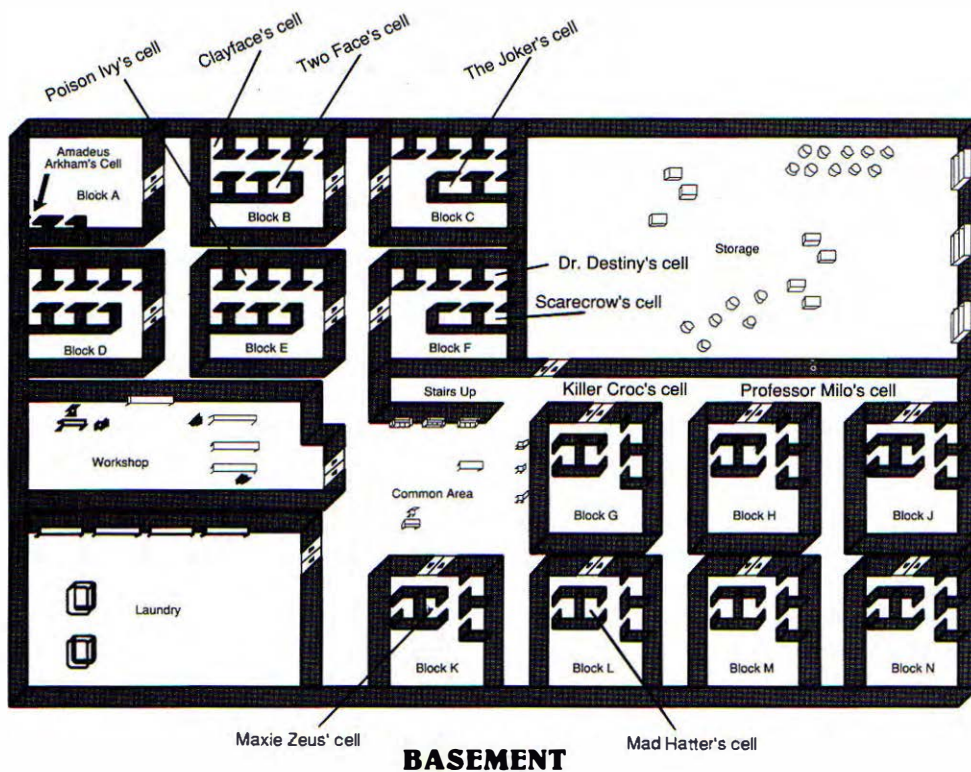 Poison Ivy's cell
Clayface's cell
Two Face's cell
The Joker's cell
Amadeus
Arkham's Cell
Block A
Block B
Block C
Storage
Dr. Destiny's cell
Scarecrow's cell
Block D
Block E
Block F
Stairs Up
Killer Croc's cell
Professor Milo's cell
Workshop
Common Area
Block G
Block H
Block J
Laundry
Block K
Block L
Block M
Block N
Maxie Zeus' cell
Mad Hatter's cell
BASEMENT